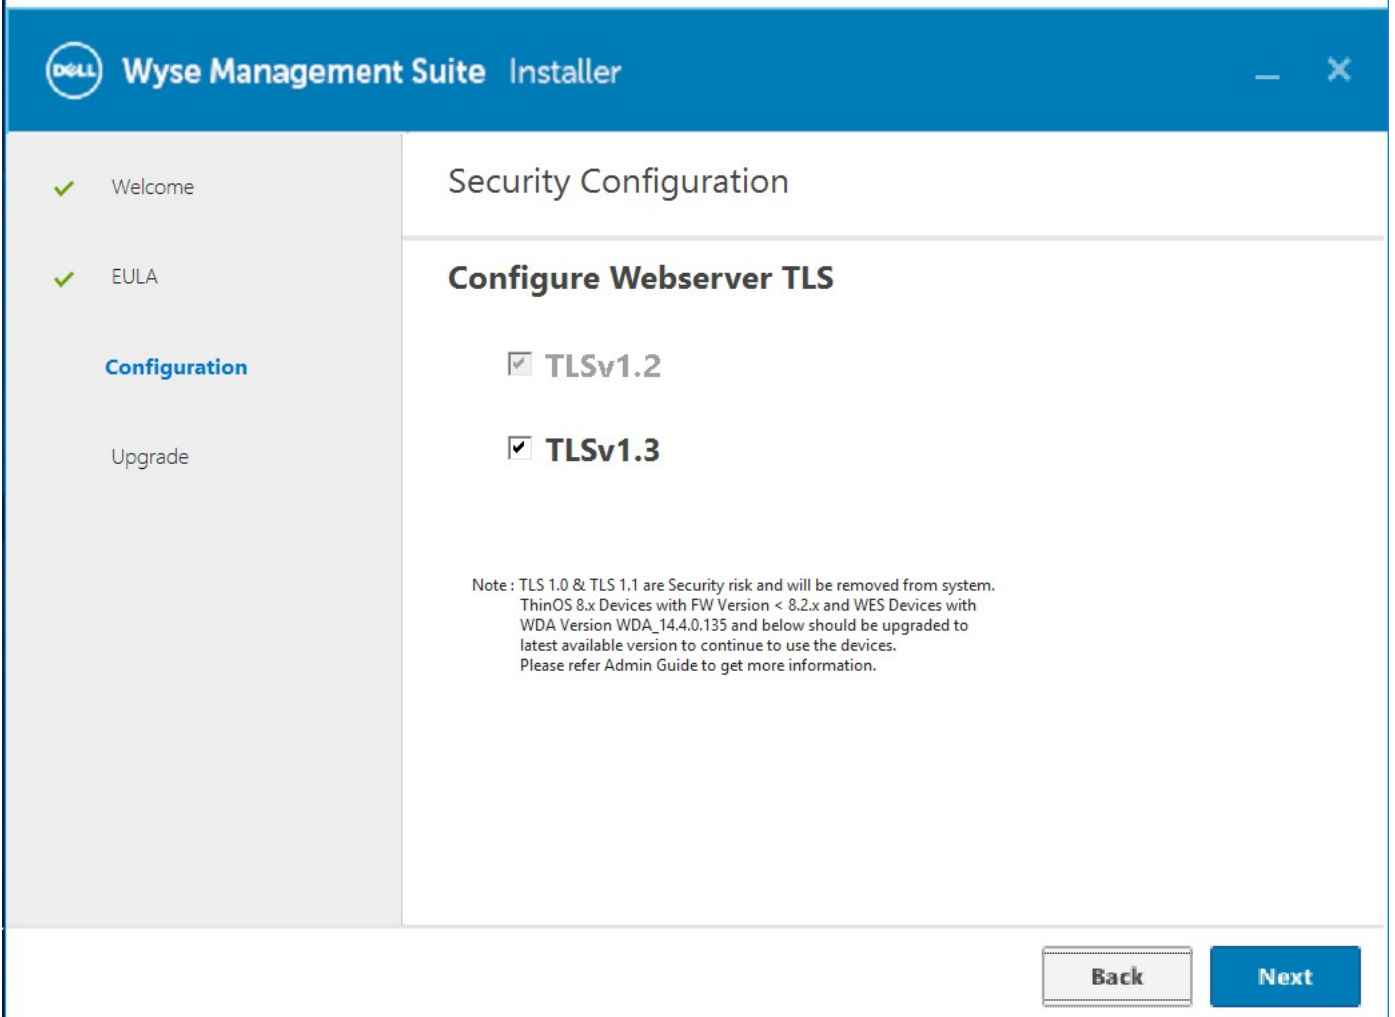 DELL Wyse Management Suite Installer
Welcome
EULA
Configuration
Upgrade
Security Configuration
Configure Webserver TLS
TLSv1.2
TLSv1.3
Note : TLS 1.0 & TLS 1.1 are Security risk and will be removed from system.
ThinOS 8.x Devices with FW Version < 8.2.x and WES Devices with
WDA Version WDA_14.4.0.135 and below should be upgraded to
latest available version to continue to use the devices.
Please refer Admin Guide to get more information.
Back
Next